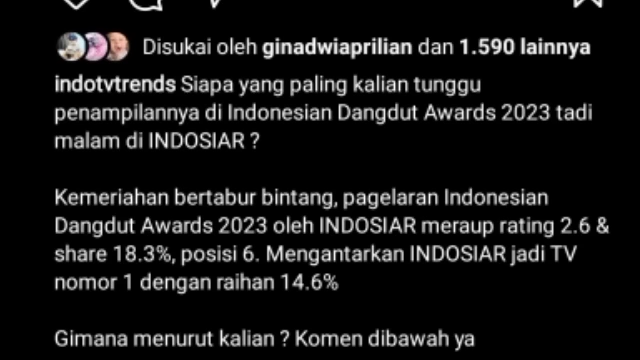 Disukai oleh ginadwiaprilian dan 1.590 lainnya
indotvtrends Siapa yang paling kalian tunggu
penampilannya di Indonesian Dangdut Awards 2023 tadi
malam di INDOSIAR ?
Kemeriahan bertabur bintang, pagelaran Indonesian
Dangdut Awards 2023 oleh INDOSIAR meraup rating 2.6 &
share 18.3%, posisi 6. Mengantarkan INDOSIAR jadi TV
nomor 1 dengan raihan 14.6%
Gimana menurut kalian ? Komen dibawah ya